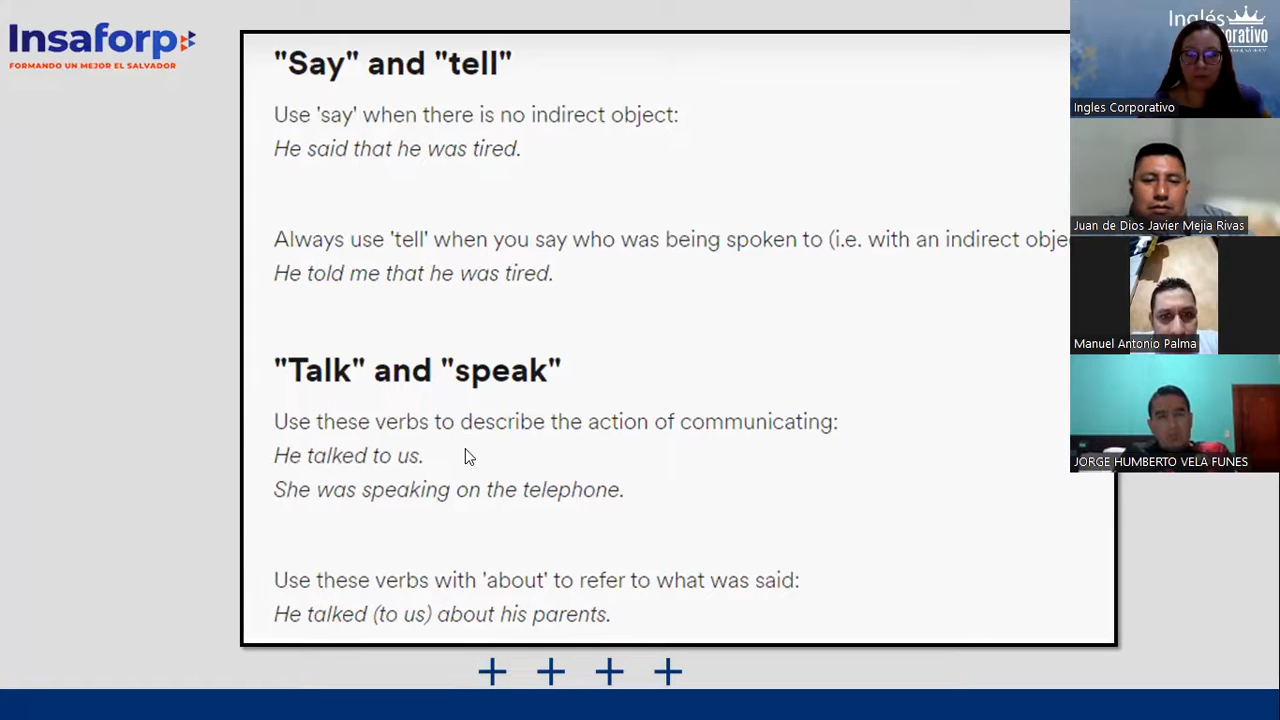 Insaforp
FORMANDO UN MEJOR EL SALVADOR
"Say" and "tell"
Use 'say' when there is no indirect object:
He said that he was tired.
Always use 'tell' when you say who was being spoken to (i.e. with an indirect
He told me that he was tired.
"Talk" and "speak"
Use these verbs to describe the action of communicating:
He talked to us.
She was speaking on the telephone.
Use these verbs with 'about' to refer to what was said:
He talked (to us) about his parents.
Inglés
Ingles Corporativo
Juan de Dios Javier Mejia Rivas
Manuel Antonio Palma
JORGE HUMBERTO VELA FUNES